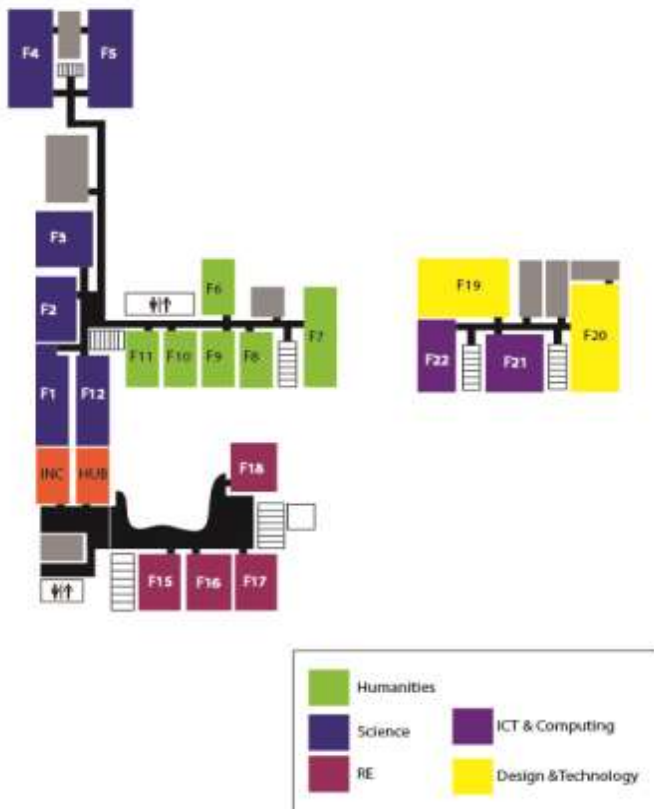 F4
F5
F3
F2
F6
F19
F11
F10
F9
F8
F7
F22
F21
F20
F1
F12
INC
HUB
F18
F15
F16
F17
Humanities
Science
ICT & Computing
RE
Design &Technology